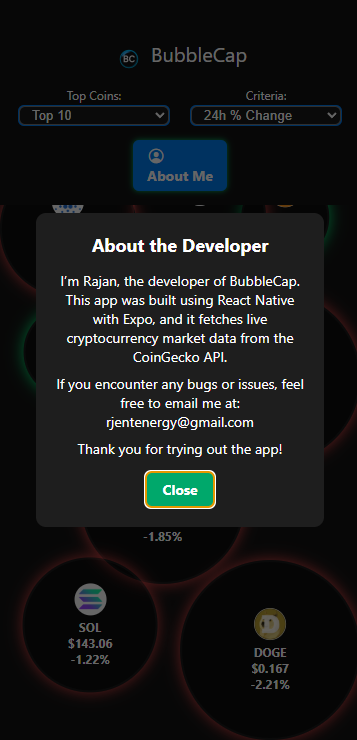 BC BubbleCap
Top Coins: Criteria:
Top 10 24h % Change
About Me
About the Developer
I'm Rajan, the developer of BubbleCap.
This app was built using React Native
with Expo, and it fetches live
cryptocurrency market data from the
CoinGecko API.
If you encounter any bugs or issues, feel
free to email me at:
rjentenergy@gmail.com
Thank you for trying out the app!
Close
-1.85%
SOL
$143.06
-1.22%
DOGE
$0.167
-2.21%